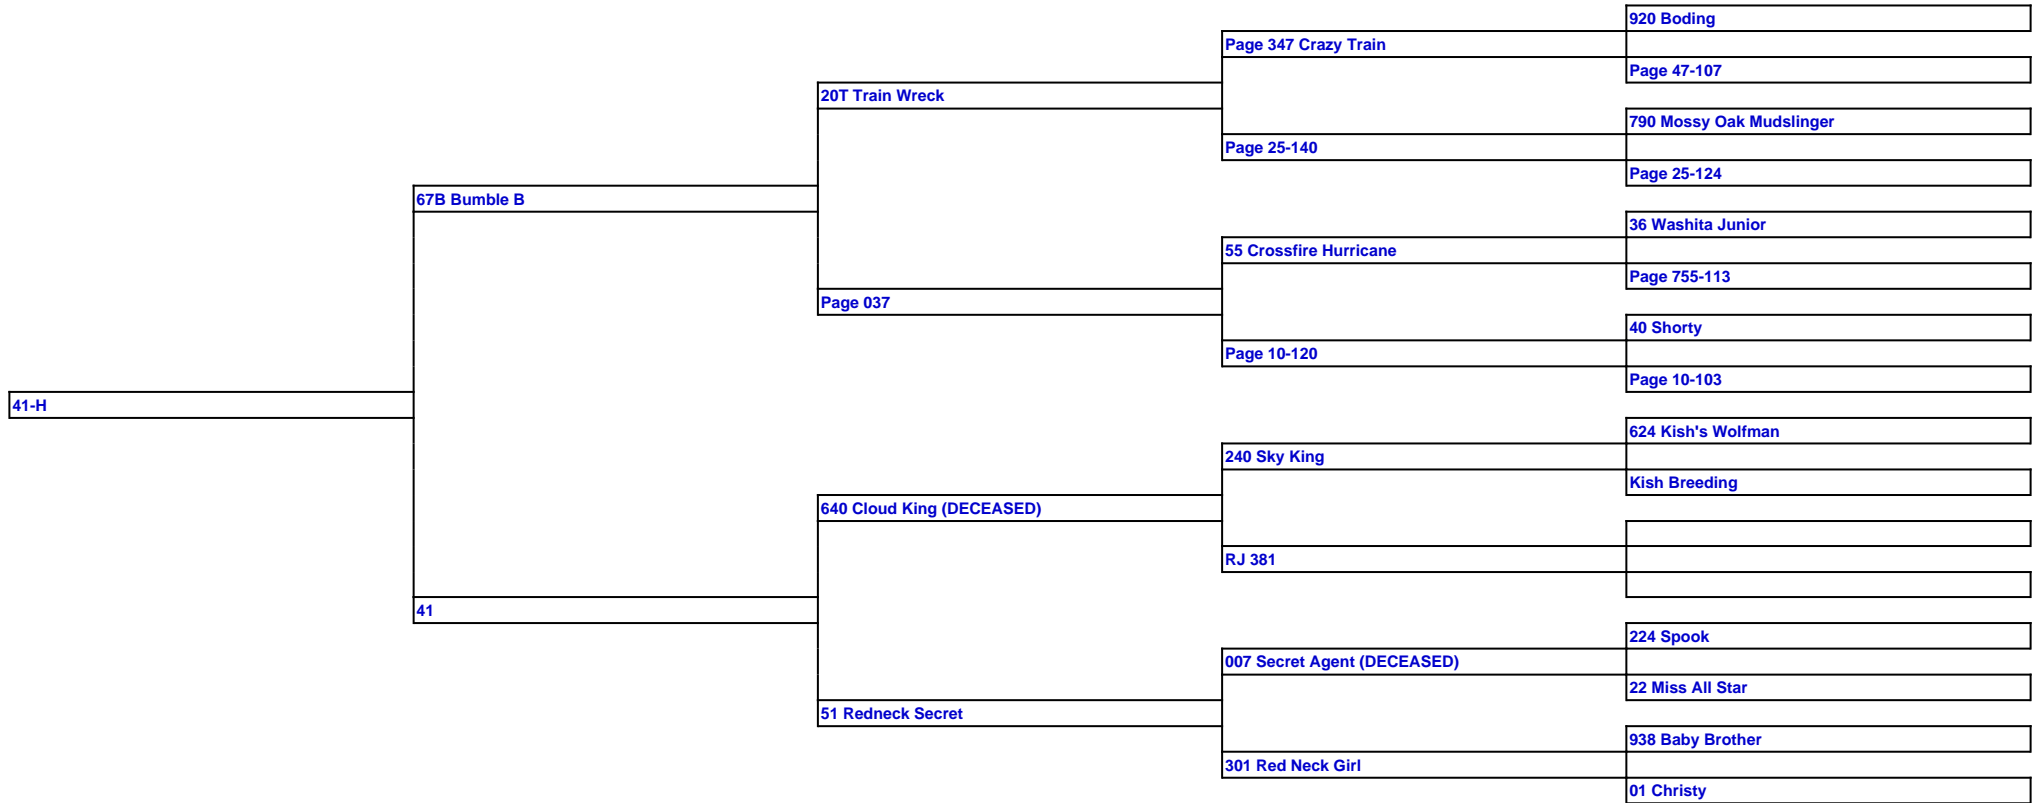 920 Boding
Page 347 Crazy Train
Page 47-107
20T Train Wreck
790 Mossy Oak Mudslinger
Page 25-140
Page 25-124
67B Bumble B
36 Washita Junior
55 Crossfire Hurricane
Page 755-113
Page 037
40 Shorty
Page 10-120
Page 10-103
41-H
624 Kish's Wolfman
240 Sky King
Kish Breeding
640 Cloud King (DECEASED)
RJ 381
41
224 Spook
007 Secret Agent (DECEASED)
22 Miss All Star
51 Redneck Secret
938 Baby Brother
301 Red Neck Girl
01 Christy